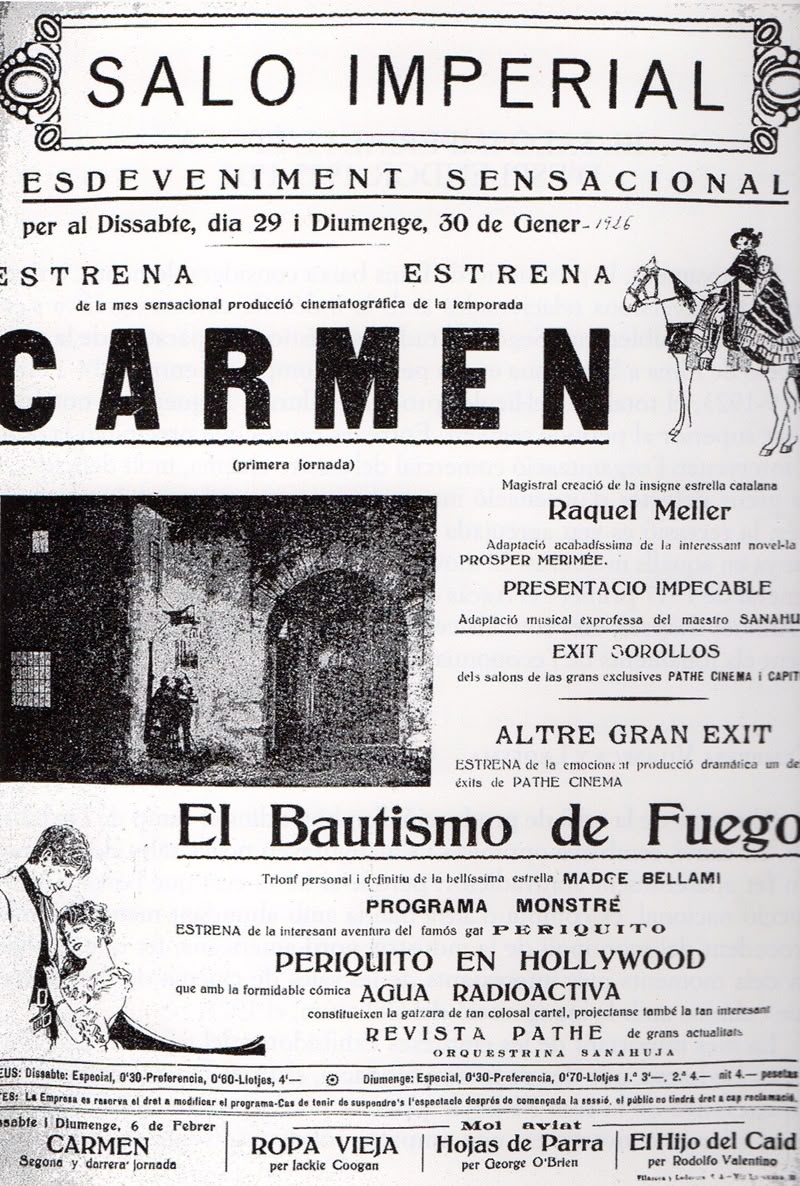 SALO IMPERIAL
ESDEVENIMENT SENSACIONAL
per al Dissabte, dia 29 i Diumenge, 30 de Gener-1926
ESTRENA ESTRENA
de la mes sensacional producció cinematográfica de la temporada
CARMEN
(primera jornada)
Magistral creació de la insigne estrella catalana
Raquel Meller
Adaptació acabadíssima de la interessant novel-la
PROSPER MERIMÉE.
PRESENTACIO IMPECABLE
Adaptació musical exprofessa del maestro SANAHU
EXIT SOROLLOS
dels salons de las grans exclusives PATHE CINEMA i CAPIT
ALTRE GRAN EXIT
ESTRENA de la emocionant producció dramática un de
éxits de PATHE CINEMA
El Bautismo de Fuego
Trionf personal i definitiu de la bellíssima estrella MADGE BELLAMI
PROGRAMA MONSTRE
ESTRENA de la interesant aventura del famós gat PERIQUITO
PERIQUITO EN HOLLYWOOD
que amb la formidable cómica AGUA RADIOACTIVA
constitueixen la gatzara de tan colosal cartel, projectanse també la tan interesant
REVISTA PATHE de grans actualitats
ORQUESTRINA SANAHUJA
EUS: Dissabte: Especial, 0'30-Preferencia, 0'60-Llotjes, 4'— Diumenge: Especial, 0'30-Preferencia, 0'70-Llotjes 1.ª 3'—, 2.ª 4.— nit 4.— pesetas
TES: La Empresa es reserva el dret a modificar el programa-Cas de tenir de suspendre's l'espectacle desprós de començada la sessió, el públic no tindrá dret a cap reclamació.
ssabte i Diumenge, 6 de Febrer
CARMEN
Segona y darrera jornada
Mol aviat
ROPA VIEJA
per Jackie Coogan
Hojas de Parra
per George O'Brien
El Hijo del Caid
per Rodolfo Valentino